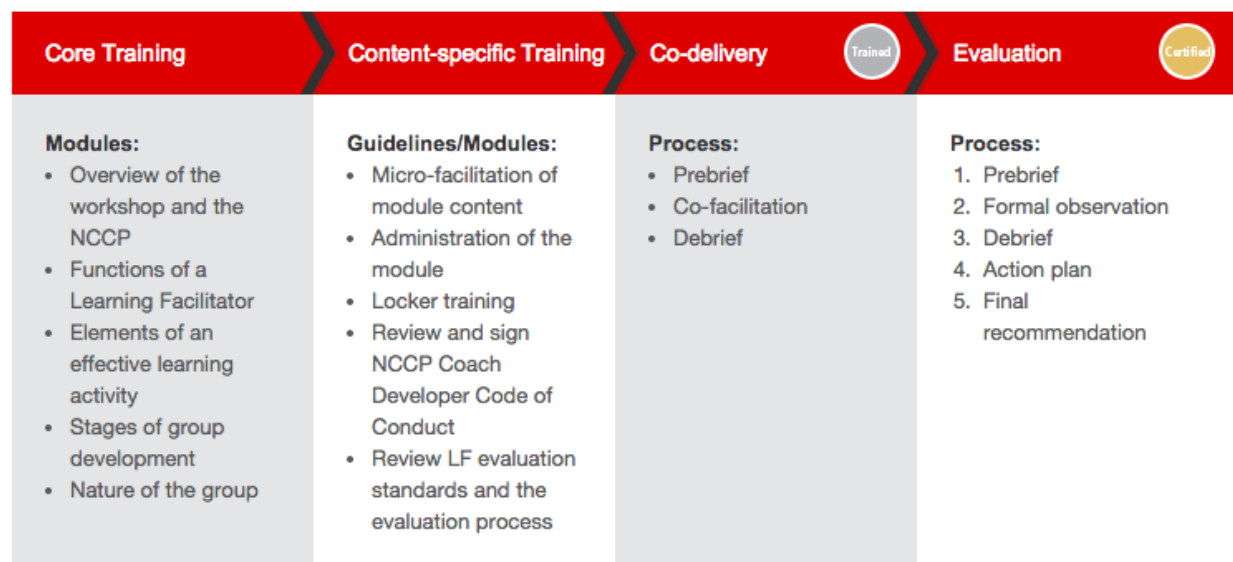 Core Training
Content-specific Training
Co-delivery
Trained
Evaluation
Certified
Modules:
• Overview of the
workshop and the
NCCP
• Functions of a
Learning Facilitator
• Elements of an
effective learning
activity
• Stages of group
development
• Nature of the group
Guidelines/Modules:
• Micro-facilitation of
module content
• Administration of the
module
• Locker training
• Review and sign
NCCP Coach
Developer Code of
Conduct
• Review LF evaluation
standards and the
evaluation process
Process:
• Prebrief
• Co-facilitation
• Debrief
Process:
1. Prebrief
2. Formal observation
3. Debrief
4. Action plan
5. Final
recommendation